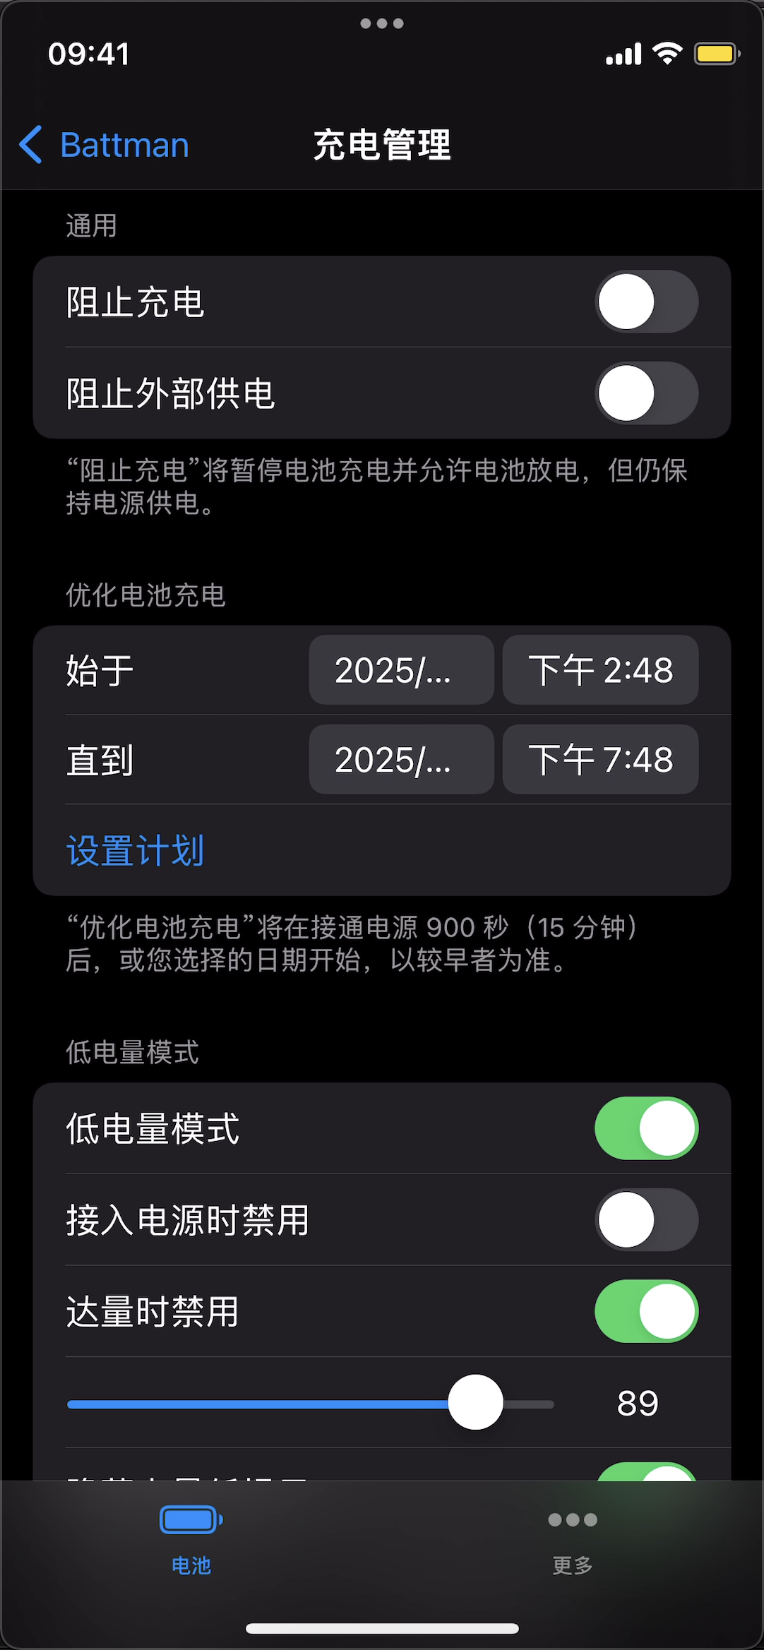 09:41
Battman
充电管理
通用
阻止充电
阻止外部供电
“阻止充电”将暂停电池充电并允许电池放电，但仍保
持电源供电。
优化电池充电
始于
2025/...
下午 2:48
直到
2025/...
下午 7:48
设置计划
“优化电池充电”将在接通电源 900 秒（15 分钟）
后，或您选择的日期开始，以较早者为准。
低电量模式
低电量模式
接入电源时禁用
达量时禁用
89
电池
更多